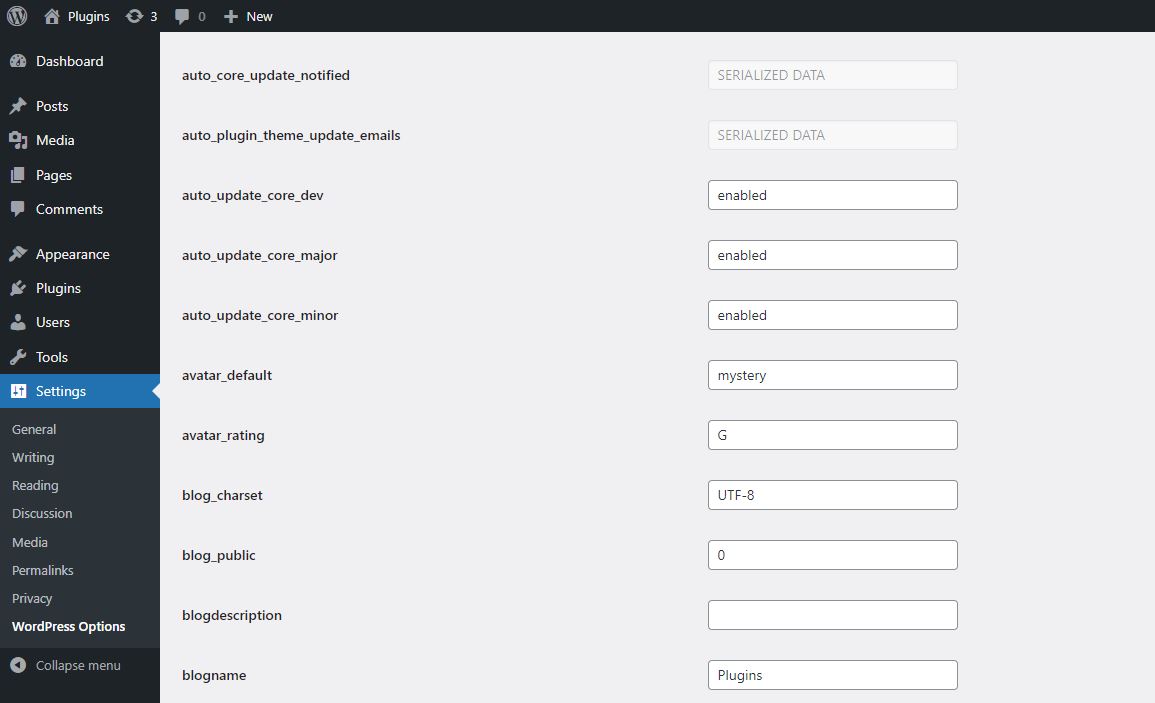 Plugins 3 0 New
Dashboard
Posts
Media
Pages
Comments
Appearance
Plugins
Users
Tools
Settings
General
Writing
Reading
Discussion
Media
Permalinks
Privacy
WordPress Options
Collapse menu
auto_core_update_notified SERIALIZED DATA
auto_plugin_theme_update_emails SERIALIZED DATA
auto_update_core_dev enabled
auto_update_core_major enabled
auto_update_core_minor enabled
avatar_default mystery
avatar_rating G
blog_charset UTF-8
blog_public 0
blogdescription
blogname Plugins